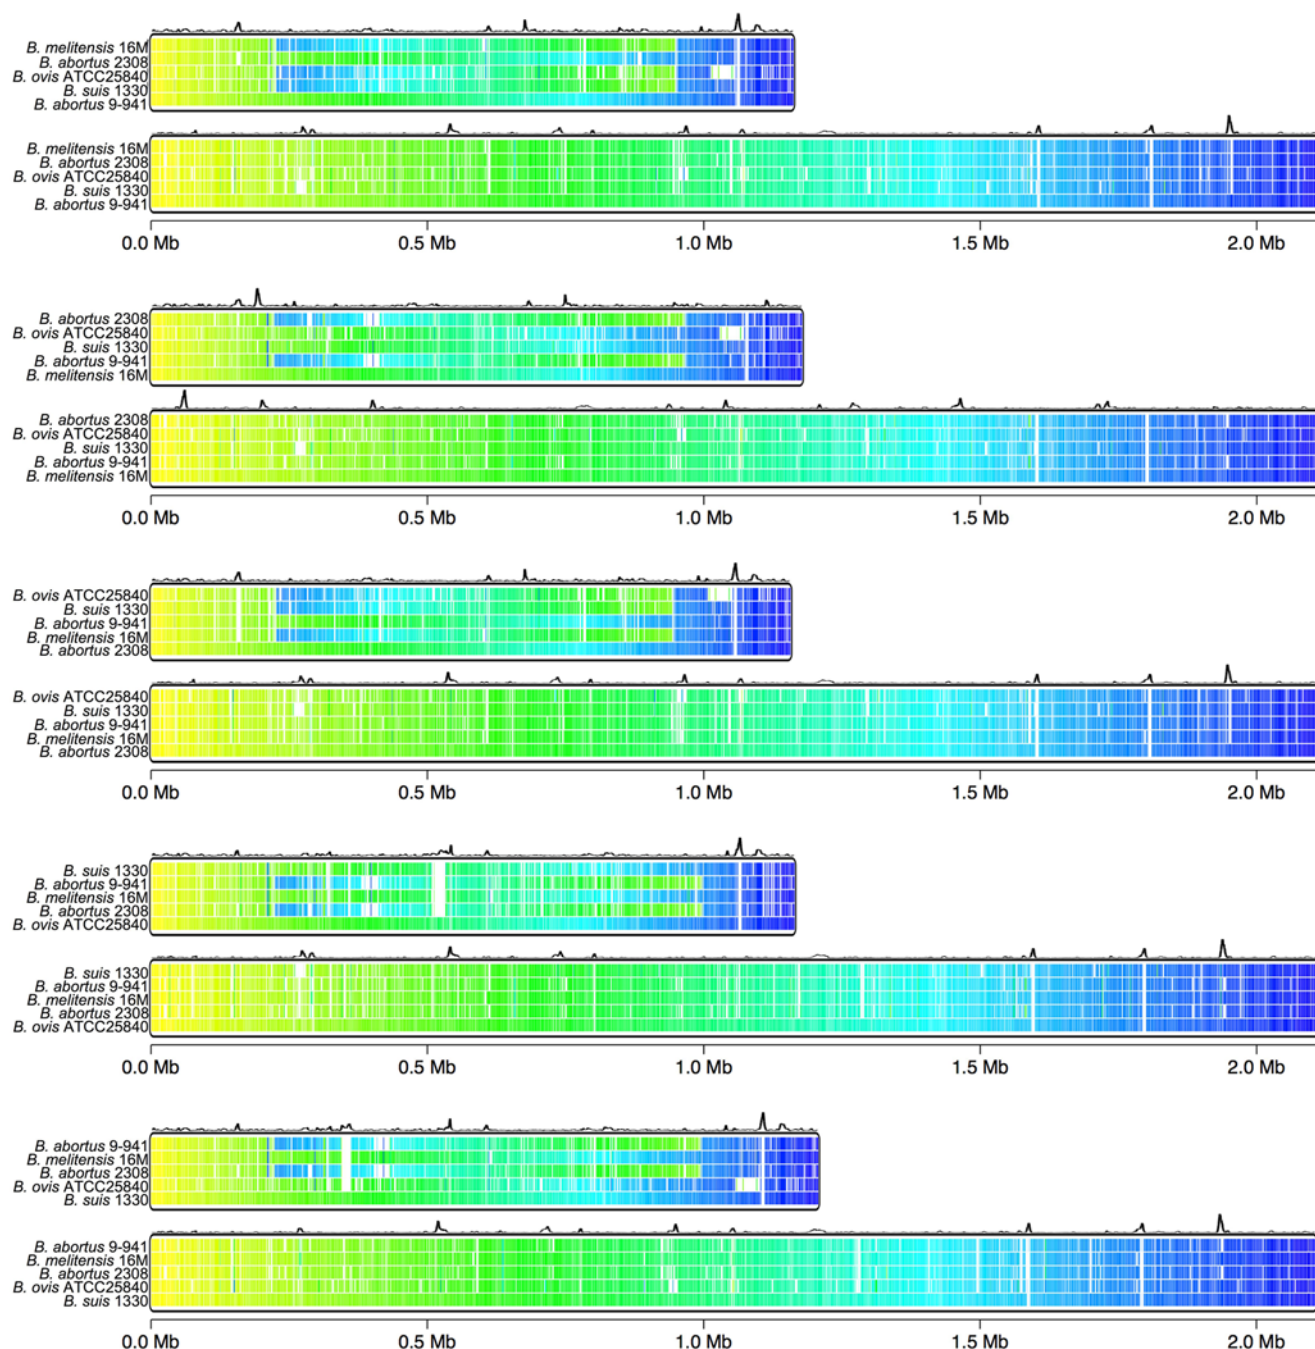 B. melitensis 16M
B. abortus 2308
B. ovis ATCC25840
B. suis 1330
B. abortus 9-941
B. melitensis 16M
B. abortus 2308
B. ovis ATCC25840
B. suis 1330
B. abortus 9-941
0.0 Mb 0.5 Mb 1.0 Mb 1.5 Mb 2.0 Mb
B. abortus 2308
B. ovis ATCC25840
B. suis 1330
B. abortus 9-941
B. melitensis 16M
B. abortus 2308
B. ovis ATCC25840
B. suis 1330
B. abortus 9-941
B. melitensis 16M
0.0 Mb 0.5 Mb 1.0 Mb 1.5 Mb 2.0 Mb
B. ovis ATCC25840
B. suis 1330
B. abortus 9-941
B. melitensis 16M
B. abortus 2308
B. ovis ATCC25840
B. suis 1330
B. abortus 9-941
B. melitensis 16M
B. abortus 2308
0.0 Mb 0.5 Mb 1.0 Mb 1.5 Mb 2.0 Mb
B. suis 1330
B. abortus 9-941
B. melitensis 16M
B. abortus 2308
B. ovis ATCC25840
B. suis 1330
B. abortus 9-941
B. melitensis 16M
B. abortus 2308
B. ovis ATCC25840
0.0 Mb 0.5 Mb 1.0 Mb 1.5 Mb 2.0 Mb
B. abortus 9-941
B. melitensis 16M
B. abortus 2308
B. ovis ATCC25840
B. suis 1330
B. abortus 9-941
B. melitensis 16M
B. abortus 2308
B. ovis ATCC25840
B. suis 1330
0.0 Mb 0.5 Mb 1.0 Mb 1.5 Mb 2.0 Mb